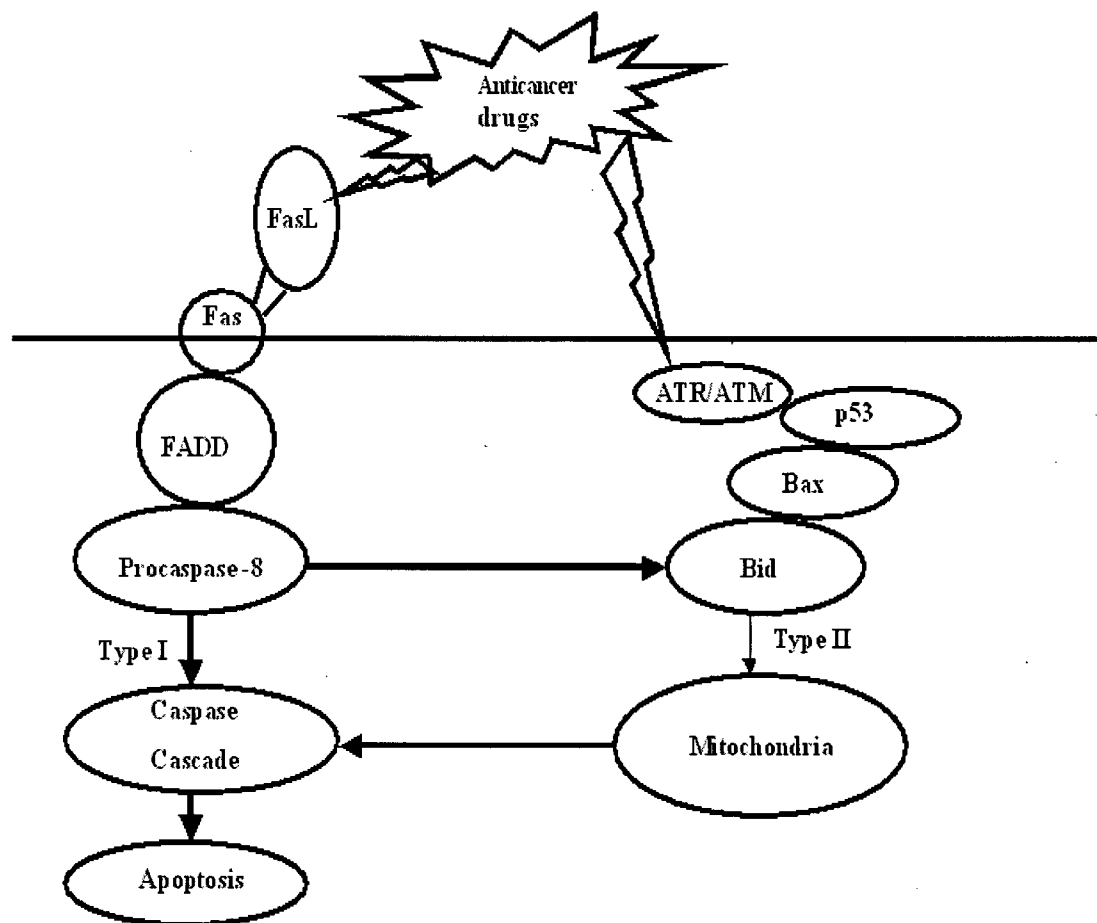 Anticancer
drugs
FasL
Fas
ATR/ATM
p53
FADD
Bax
Procaspase-8
Bid
Type I
Type II
Caspase
Cascade
Mitochondria
Apoptosis